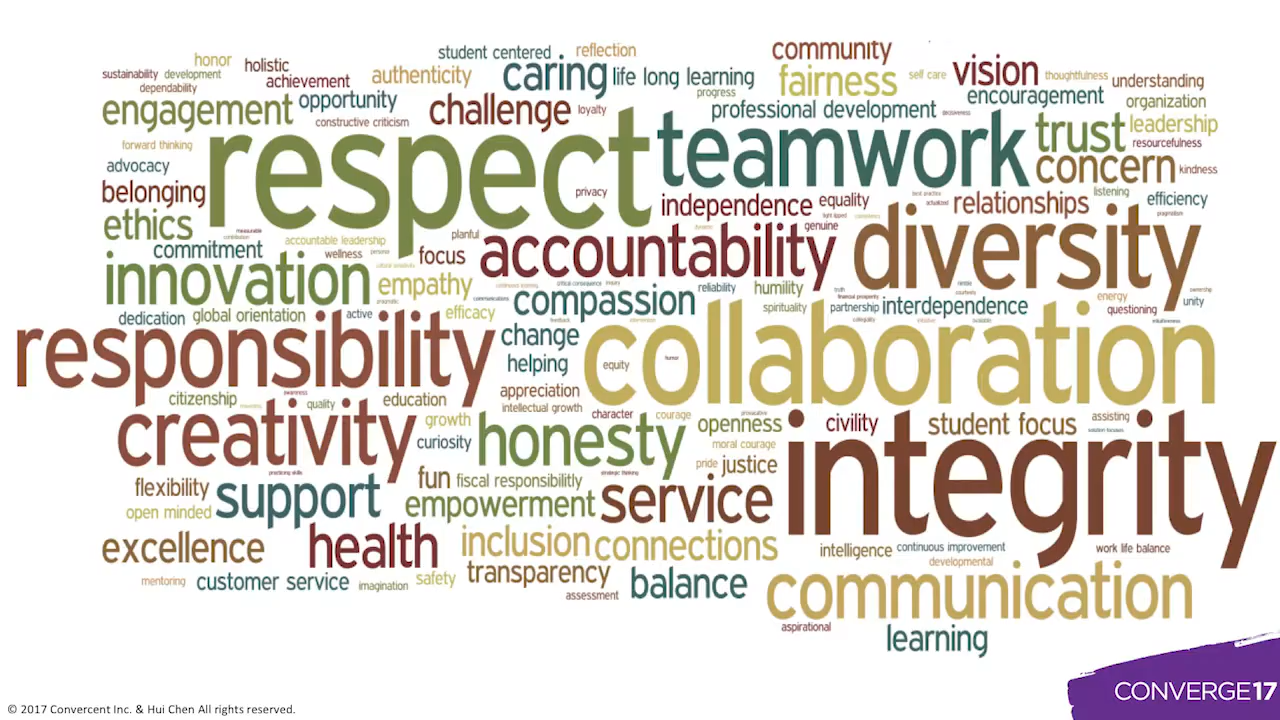 student centered
reflection
community
honor
holistic
sustainability
development
achievement
authenticity
caring
life long learning
fairness
self care
vision
thoughtfulness
understanding
dependability
engagement
opportunity
challenge
loyalty
progress
professional development
encouragement
organization
constructive criticism
respect
teamwork
trust
leadership
forward thinking
resourcefulness
advocacy
concern
kindness
belonging
privacy
independence
equality
relationships
listening
efficiency
ethics
planful
accountability
genuine
diversity
commitment
accountable leadership
wellness
focus
innovation
empathy
compassion
reliability
humility
energy
unity
dedication
global orientation
active
efficacy
spirituality
partnership
interdependence
questioning
responsibility
change
collaboration
helping
equity
citizenship
quality
education
appreciation
intellectual growth
character
courage
creativity
growth
honesty
openness
civility
student focus
assisting
curiosity
moral courage
integrity
pride
justice
flexibility
support
fun
fiscal responsibilitly
open minded
empowerment
service
excellence
health
inclusion
connections
intelligence
continuous improvement
work life balance
developmental
mentoring
customer service
imagination
safety
transparency
assessment
balance
communication
aspirational
learning
CONVERGE17
© 2017 Convercent Inc. & Hui Chen All rights reserved.